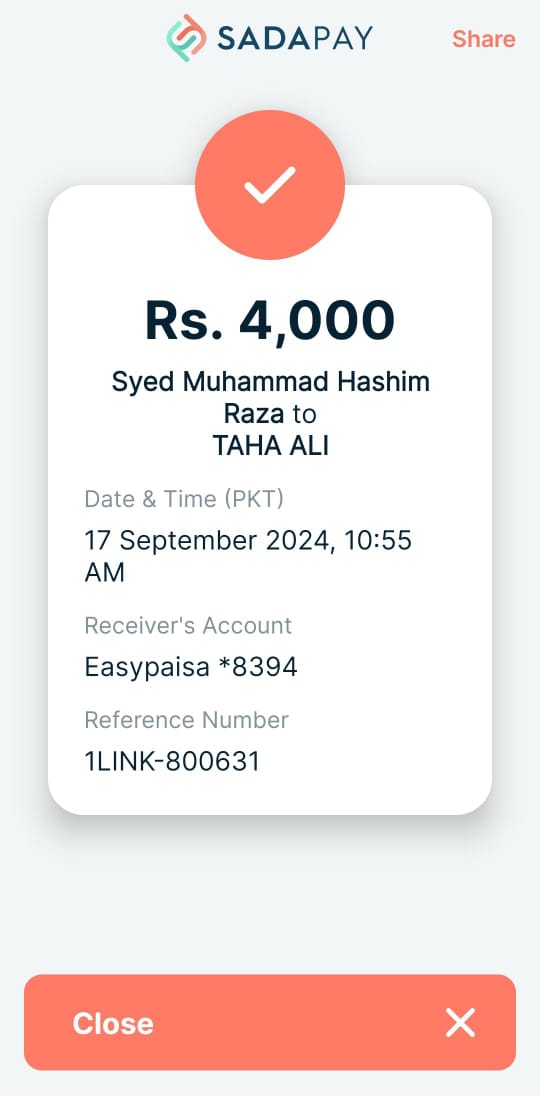 SADAPAY
Share
Rs. 4,000
Syed Muhammad Hashim
Raza to
TAHA ALI
Date & Time (PKT)
17 September 2024, 10:55
AM
Receiver's Account
Easypaisa *8394
Reference Number
1LINK-800631
Close